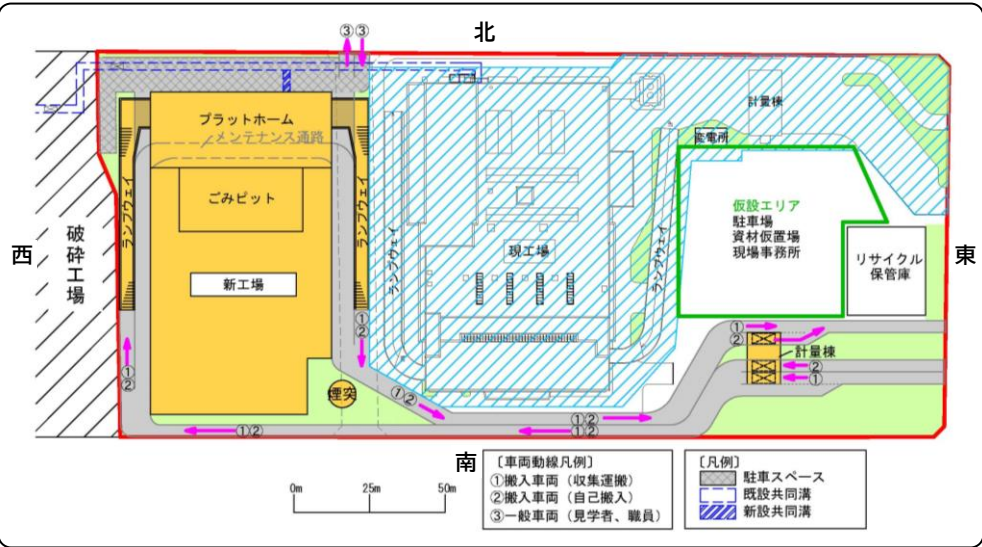 北
③ ③
プラットホーム
メンテナンス通路
ランプウェイ
ごみピット
ランプウェイ
計量棟
変電所
仮設エリア
駐車場
資材仮置場
現場事務所
西
破砕工場
新工場
ランプウェイ
現工場
ランプウェイ
リサイクル
保管庫
東
①
②
①
②
①
②
計量棟
②
①
煙突
①②
①②
①②
①②
南
〔車両動線凡例〕
①搬入車両（収集運搬）
②搬入車両（自己搬入）
③一般車両（見学者、職員）
〔凡例〕
駐車スペース
既設共同溝
新設共同溝
0m 25m 50m